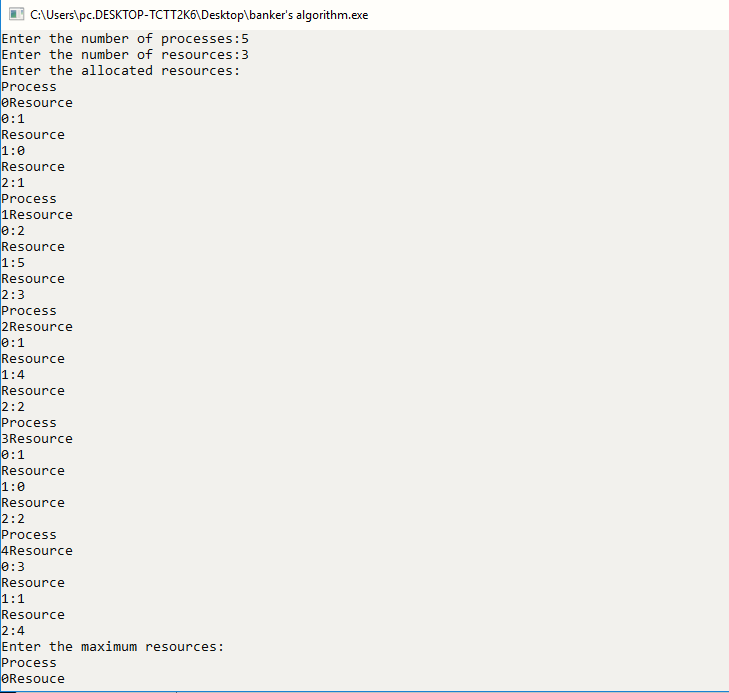 C:\Users\pc.DESKTOP-TCTT2K6\Desktop\banker's algorithm.exe
Enter the number of processes:5
Enter the number of resources:3
Enter the allocated resources:
Process
0Resource
0:1
Resource
1:0
Resource
2:1
Process
1Resource
0:2
Resource
1:5
Resource
2:3
Process
2Resource
0:1
Resource
1:4
Resource
2:2
Process
3Resource
0:1
Resource
1:0
Resource
2:2
Process
4Resource
0:3
Resource
1:1
Resource
2:4
Enter the maximum resources:
Process
0Resouce